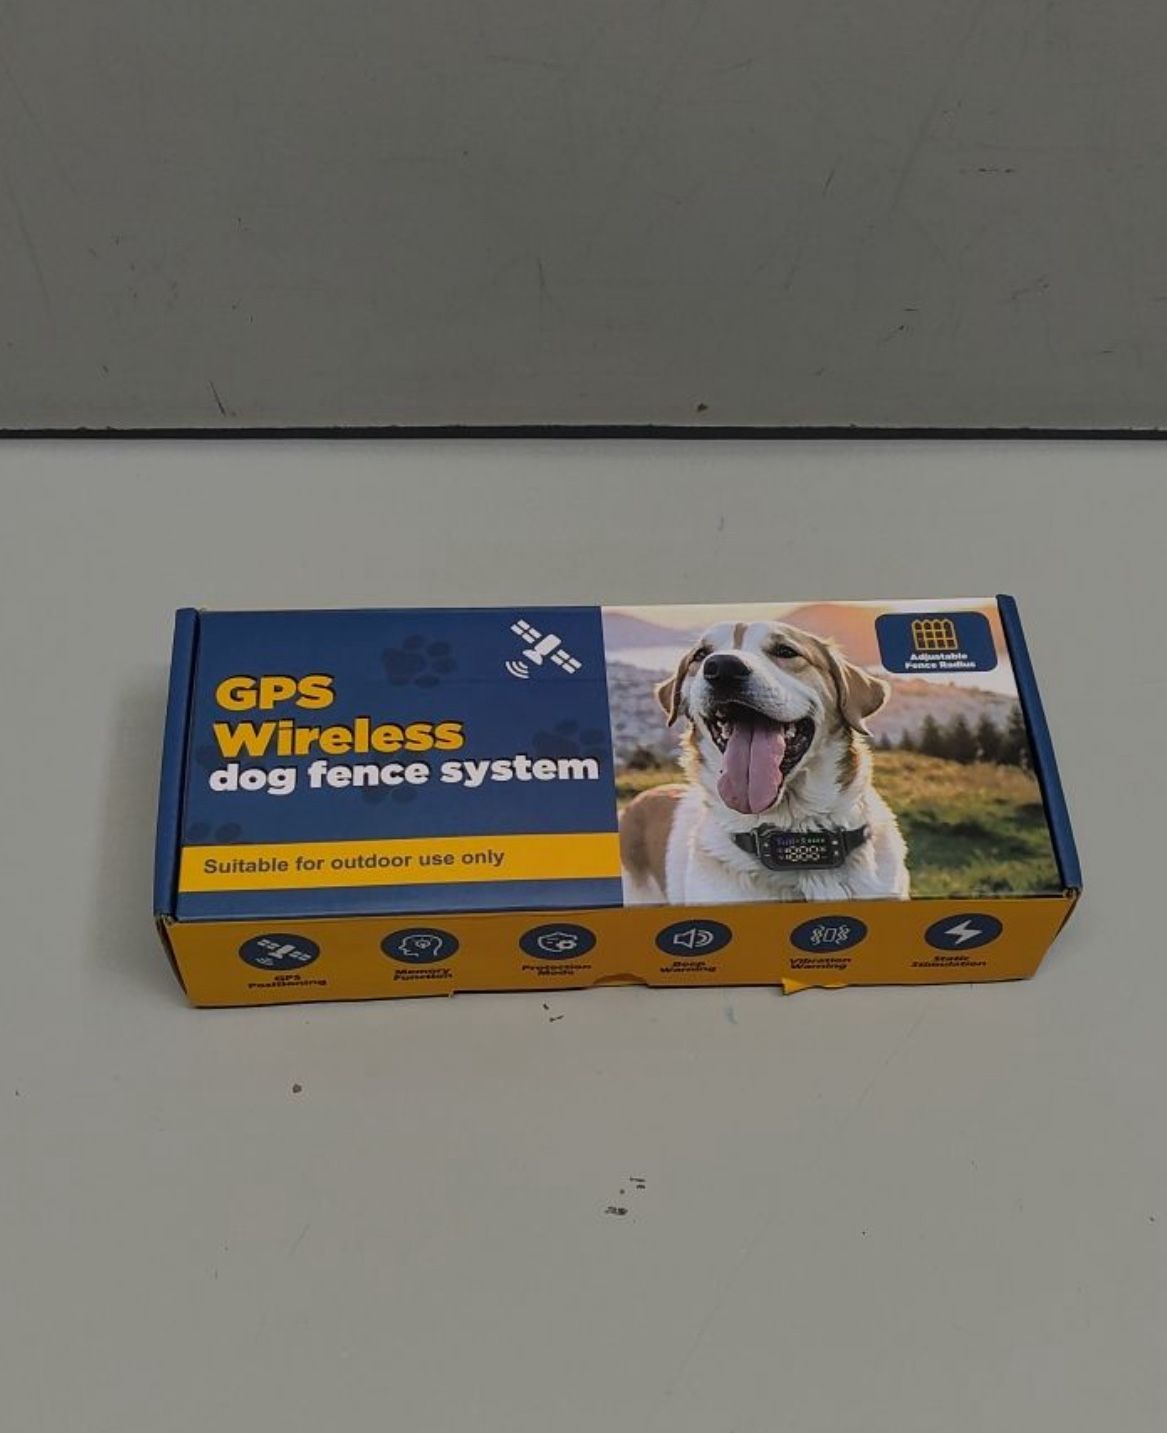 GPS
Wireless
dog fence system
Suitable for outdoor use only
Adjustable
Fence Radius
GPS
Positioning
Memory
Function
Protection
Mode
Beep
Warning
Vibration
Warning
Static
Stimulation